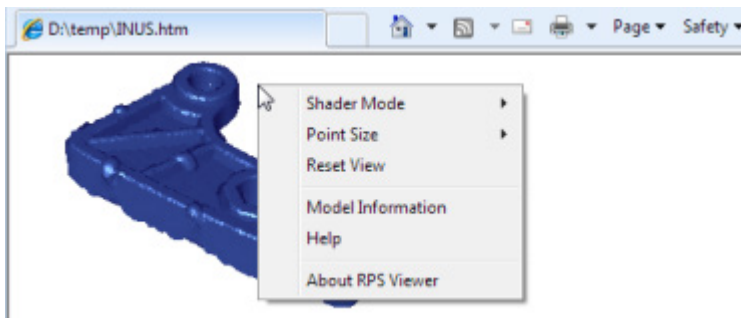 D:\temp\INUS.htm
Page
Safety
Shader Mode
Point Size
Reset View
Model Information
Help
About RPS Viewer